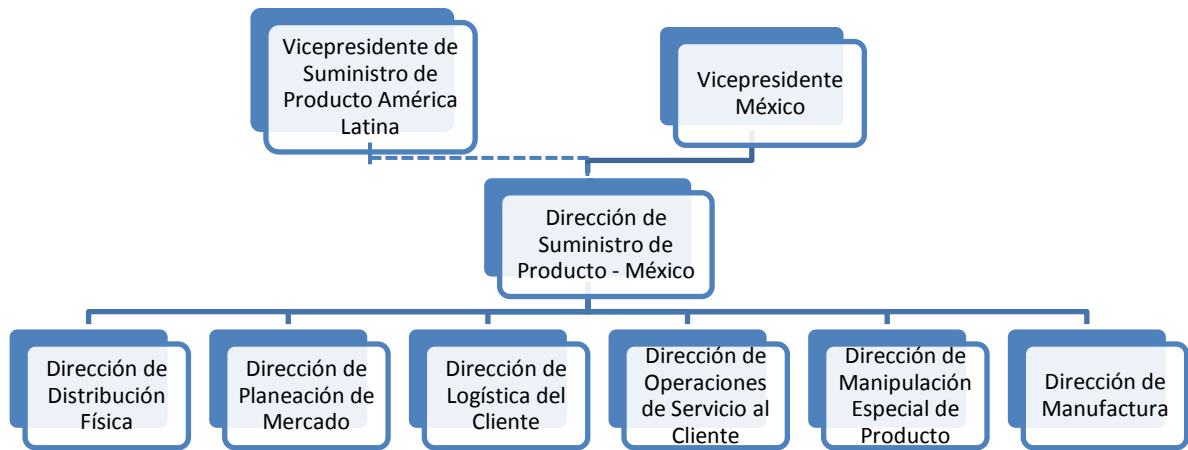 Vicepresidente de
Suministro de
Producto América
Latina
Vicepresidente
México
Dirección de
Suministro de
Producto - México
Dirección de
Distribución
Física
Dirección de
Planeación de
Mercado
Dirección de
Logística del
Cliente
Dirección de
Operaciones
de Servicio al
Cliente
Dirección de
Manipulación
Especial de
Producto
Dirección de
Manufactura